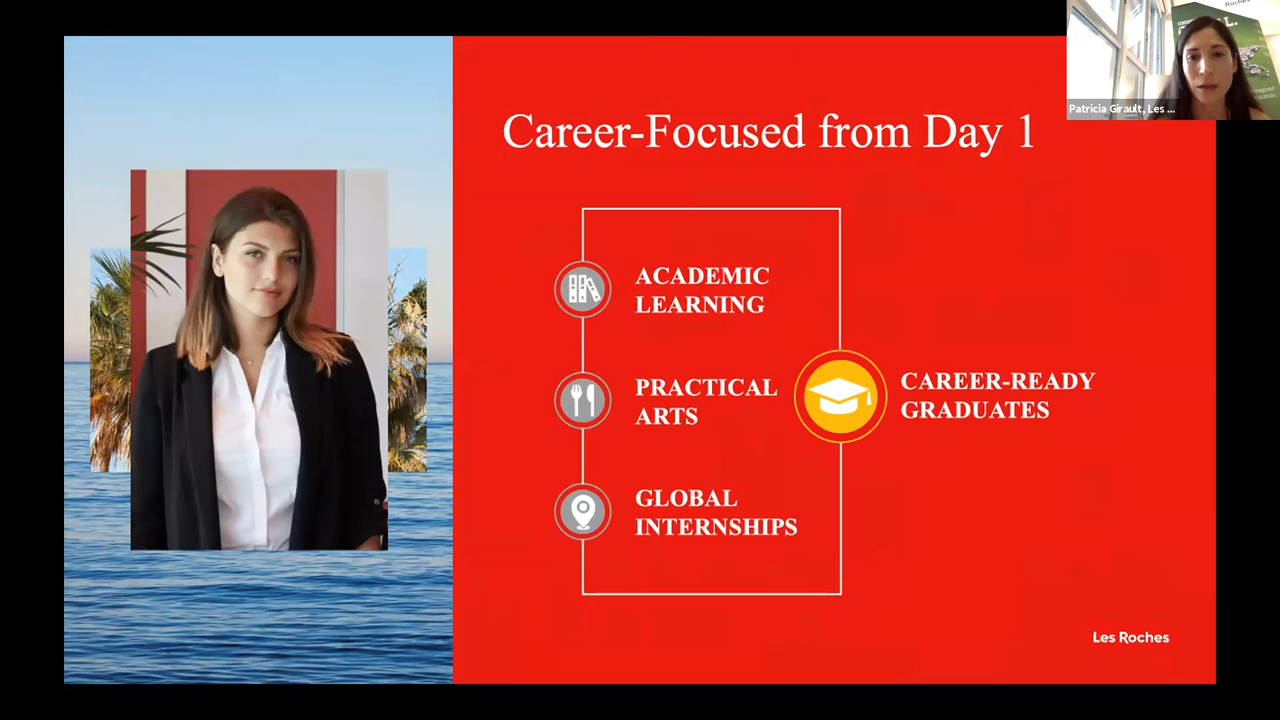 Roches
Patricia Girault, Les ...
Career-Focused from Day 1
ACADEMIC
LEARNING
PRACTICAL
ARTS
GLOBAL
INTERNSHIPS
CAREER-READY
GRADUATES
Les Roches